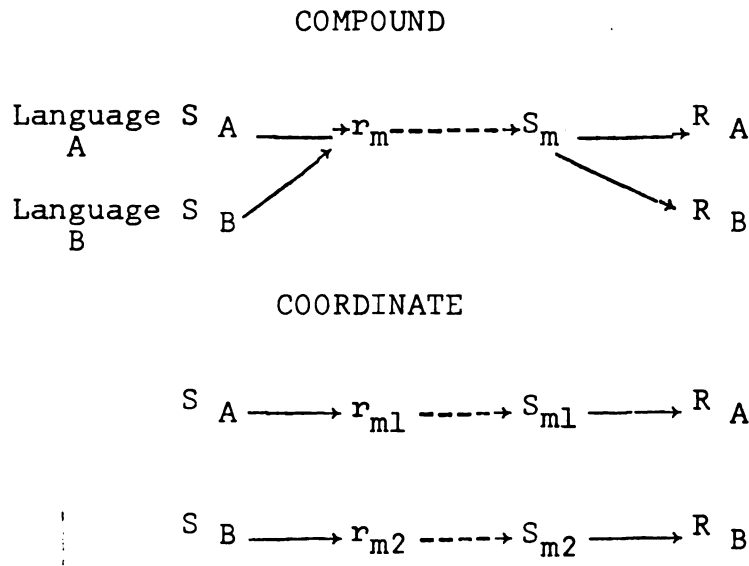 COMPOUND
Language A S A r m S m R A
Language B S B R B
COORDINATE
S A r m1 S m1 R A
S B r m2 S m2 R B